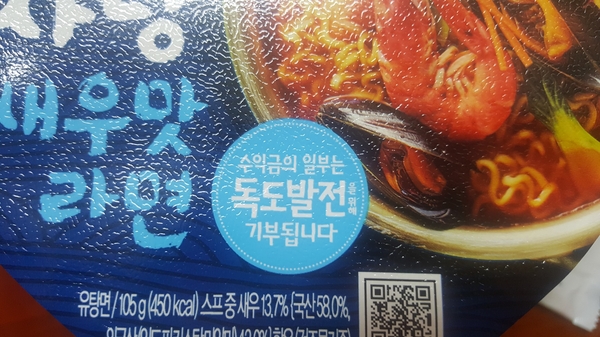 새우맛
라면
수익금의 일부는
독도발전을 위해
기부됩니다
유탕면 / 105 g (450 kcal) 스프 중 새우 13.7% (국산 58.0%,